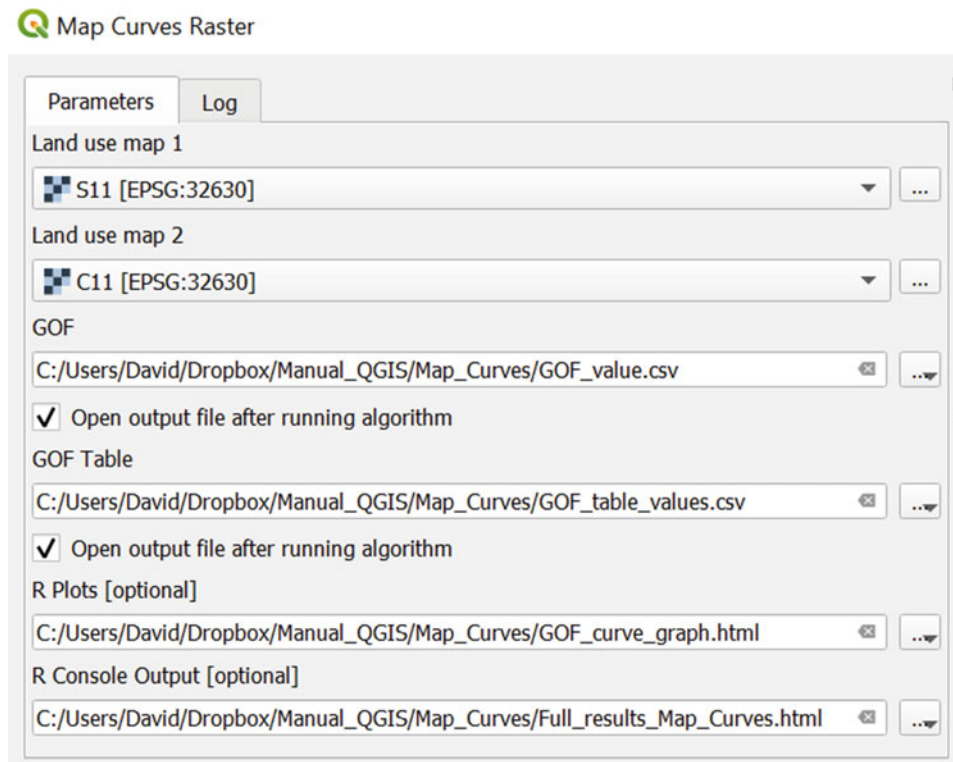 Map Curves Raster
Parameters Log
Land use map 1
S11 [EPSG:32630]
...
Land use map 2
C11 [EPSG:32630]
...
GOF
C:/Users/David/Dropbox/Manual_QGIS/Map_Curves/GOF_value.csv
...
Open output file after running algorithm
GOF Table
C:/Users/David/Dropbox/Manual_QGIS/Map_Curves/GOF_table_values.csv
...
Open output file after running algorithm
R Plots [optional]
C:/Users/David/Dropbox/Manual_QGIS/Map_Curves/GOF_curve_graph.html
...
R Console Output [optional]
C:/Users/David/Dropbox/Manual_QGIS/Map_Curves/Full_results_Map_Curves.html
...